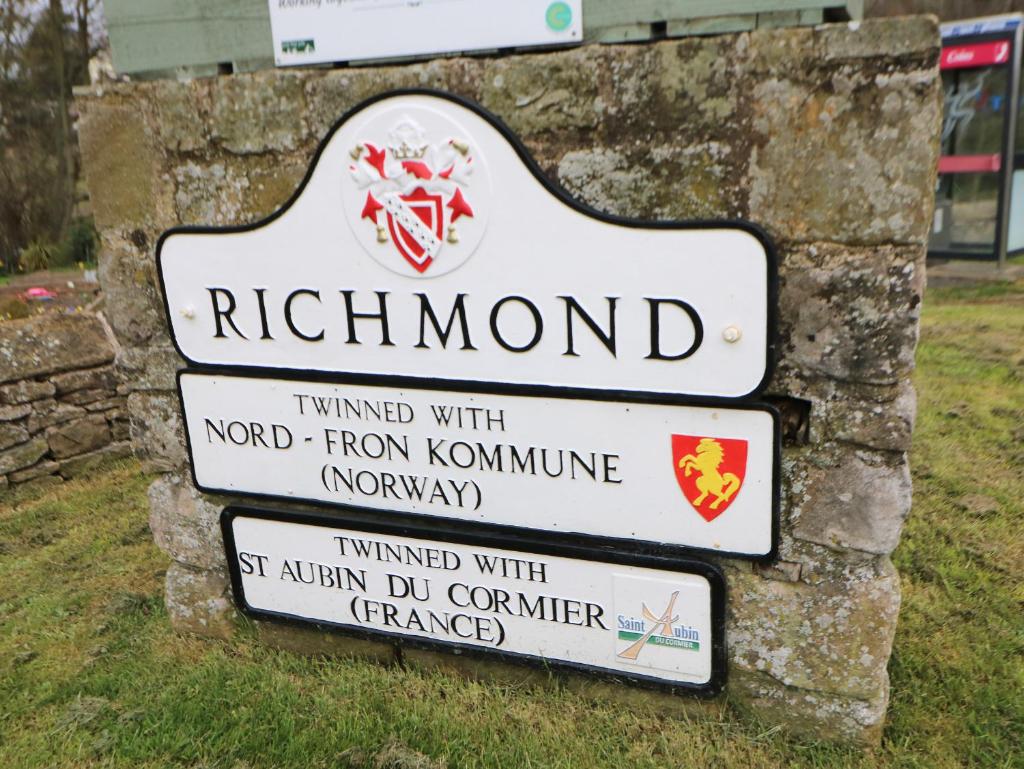 RICHMOND
TWINNED WITH
NORD - FRON KOMMUNE
(NORWAY)
TWINNED WITH
ST AUBIN DU CORMIER
(FRANCE)
Saint Aubin
DU CORMIER